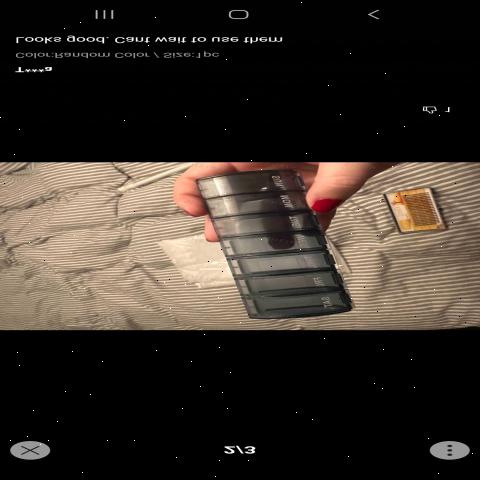 2/3
1
T***a
Color:Random Color / Size:1pc
Looks good. Cant wait to use them